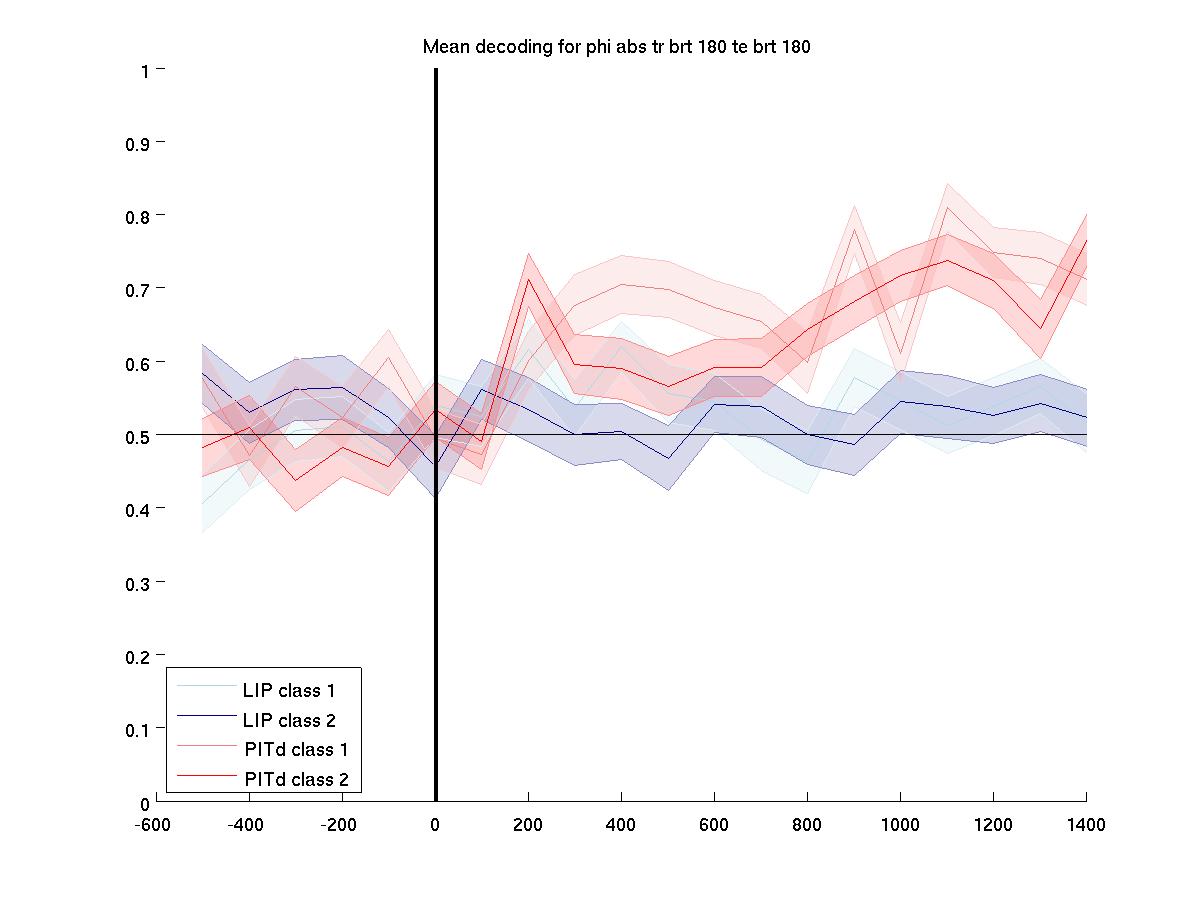 Mean decoding for phi abs tr brt 180 te brt 180
1
0.9
0.8
0.7
0.6
0.5
0.4
0.3
0.2
0.1
0
LIP class 1
LIP class 2
PITd class 1
PITd class 2
-600 -400 -200 0 200 400 600 800 1000 1200 1400